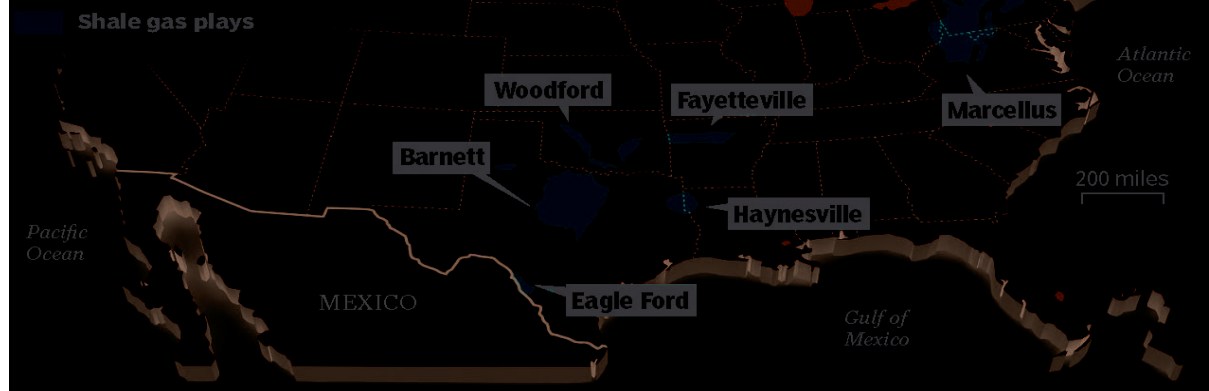 Shale gas plays
Atlantic
Ocean
Woodford
Fayetteville
Marcellus
Barnett
200 miles
Haynesville
Pacific
Ocean
MEXICO
Eagle Ford
Gulf of
Mexico